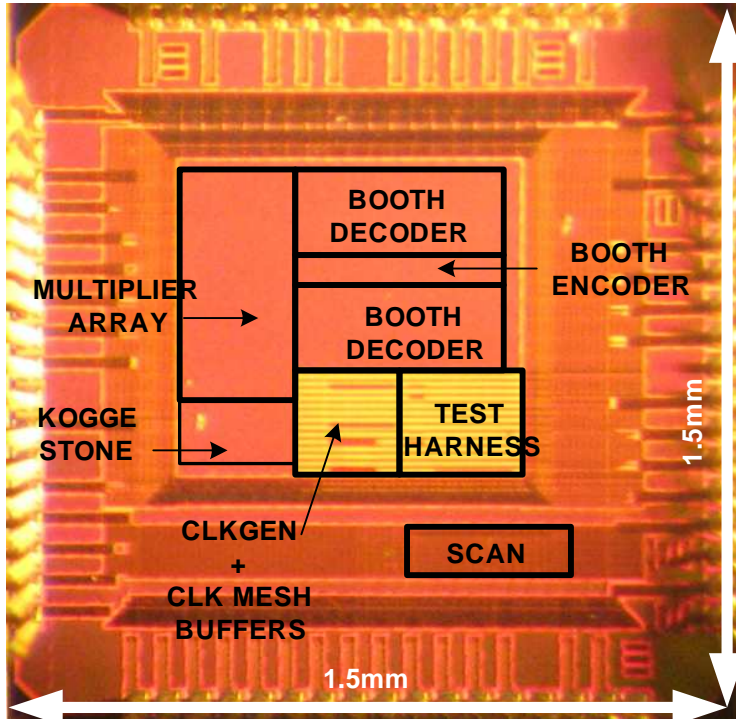 BOOTH
DECODER
BOOTH
ENCODER
MULTIPLIER
ARRAY
BOOTH
DECODER
KOGGE
STONE
TEST
HARNESS
CLKGEN
+
CLK MESH
BUFFERS
SCAN
1.5mm
1.5mm